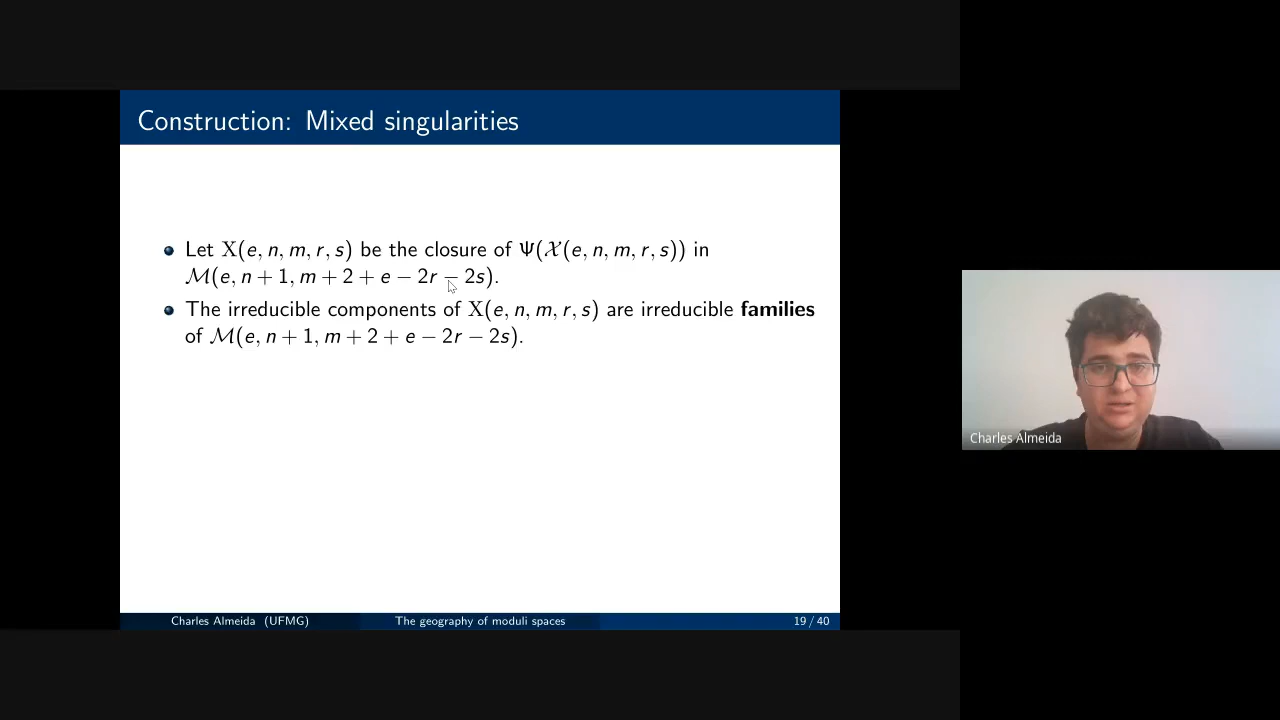 Construction: Mixed singularities
Let X(e, n, m, r, s) be the closure of Ψ(𝒳(e, n, m, r, s)) in
ℳ(e, n + 1, m + 2 + e − 2r − 2s).
The irreducible components of X(e, n, m, r, s) are irreducible families
of ℳ(e, n + 1, m + 2 + e − 2r − 2s).
Charles Almeida
Charles Almeida (UFMG) The geography of moduli spaces 19 / 40